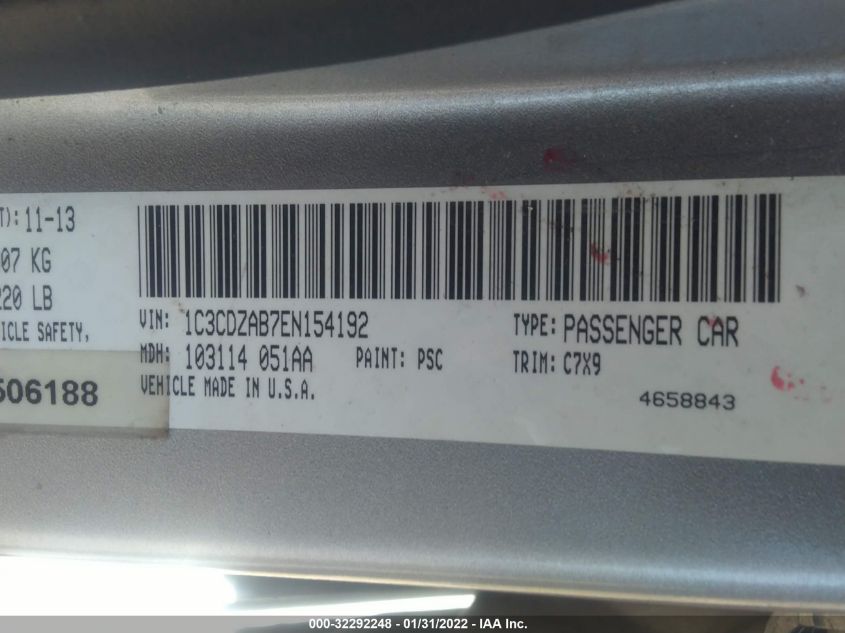 T): 11-13
07 KG
220 LB
ICLE SAFETY,
506188
VIN: 1C3CDZAB7EN154192
TYPE: PASSENGER CAR
MDH: 103114 051AA PAINT: PSC TRIM: C7X9
VEHICLE MADE IN U.S.A.
4658843
000-32292248 - 01/31/2022 - IAA Inc.